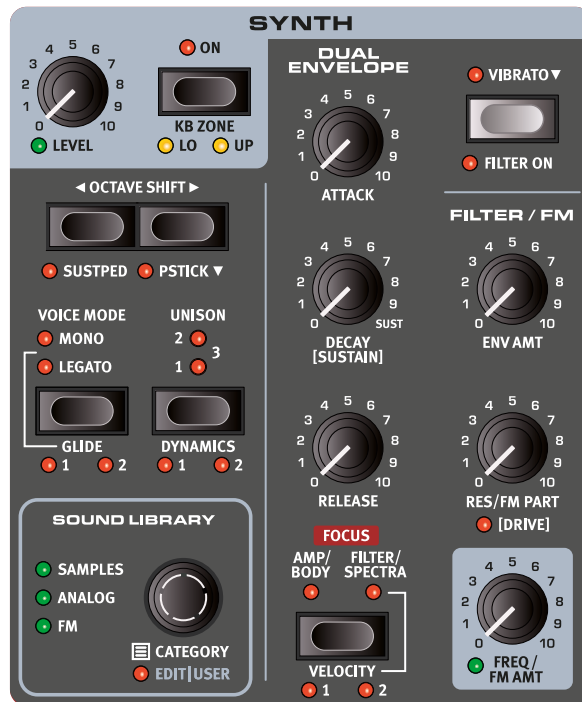 SYNTH
3 4 5 6 7
2 8
1 9
0 10
LEVEL
ON
KB ZONE
LO UP
DUAL
ENVELOPE
3 4 5 6 7
2 8
1 9
0 10
ATTACK
VIBRATO▼
FILTER ON
◄ OCTAVE SHIFT ►
SUSTPED PSTICK ▼
VOICE MODE
MONO
LEGATO
GLIDE
1 2
UNISON
2
3
1
DYNAMICS
1 2
3 4 5 6 7
2 8
1 9
0 SUST
DECAY
[SUSTAIN]
FILTER / FM
3 4 5 6 7
2 8
1 9
0 10
ENV AMT
3 4 5 6 7
2 8
1 9
0 10
RELEASE
3 4 5 6 7
2 8
1 9
0 10
RES/FM PART
[DRIVE]
SOUND LIBRARY
SAMPLES
ANALOG
FM
CATEGORY
EDIT|USER
FOCUS
AMP/ FILTER/
BODY SPECTRA
VELOCITY
1 2
3 4 5 6 7
2 8
1 9
0 10
FREQ/
FM AMT